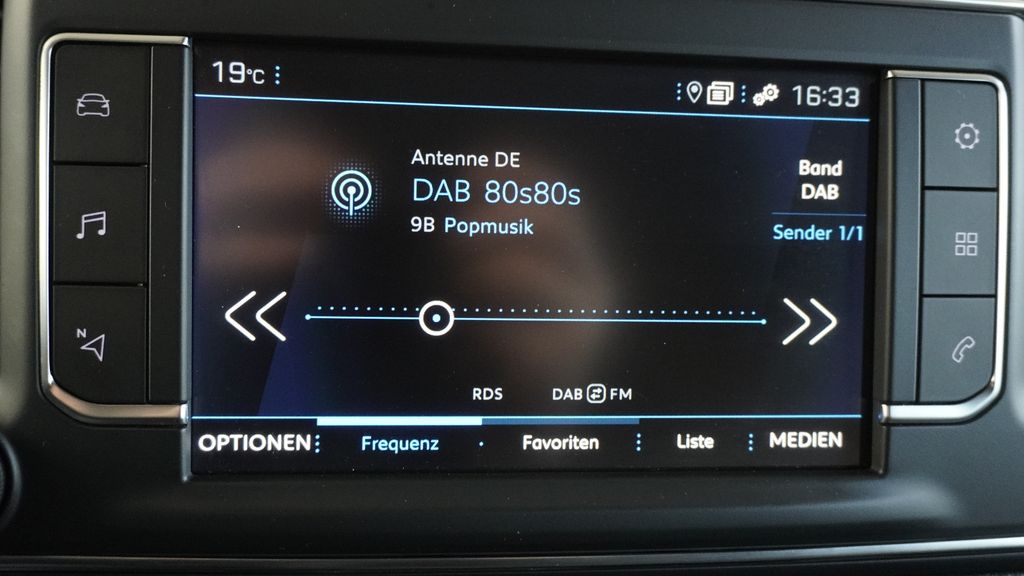 19°C
16:33
Antenne DE
DAB 80s80s
9B Popmusik
Band
DAB
Sender 1/1
N
RDS
DAB FM
OPTIONEN Frequenz Favoriten Liste MEDIEN